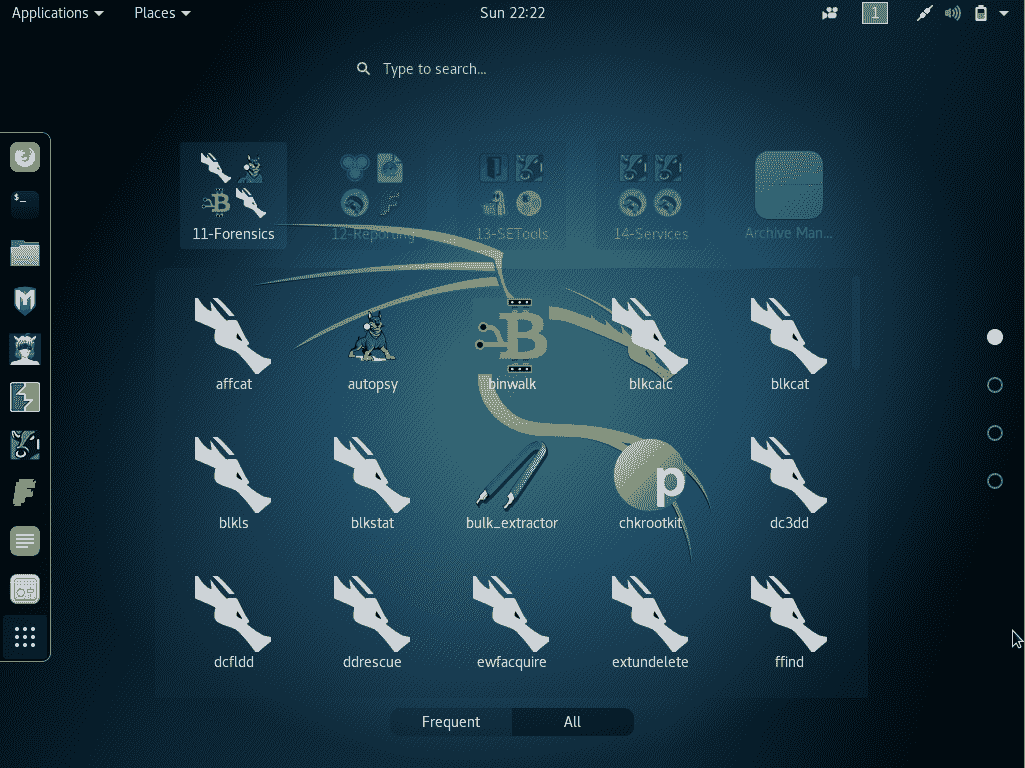 Applications Places Sun 22:22 1
Type to search...
11-Forensics 12-Reporting 13-SETools 14-Services Archive Man...
affcat autopsy binwalk blkcalc blkcat
blkls blkstat bulk_extractor chkrootkit dc3dd
dcfldd ddrescue ewfacquire extundelete ffind
Frequent All